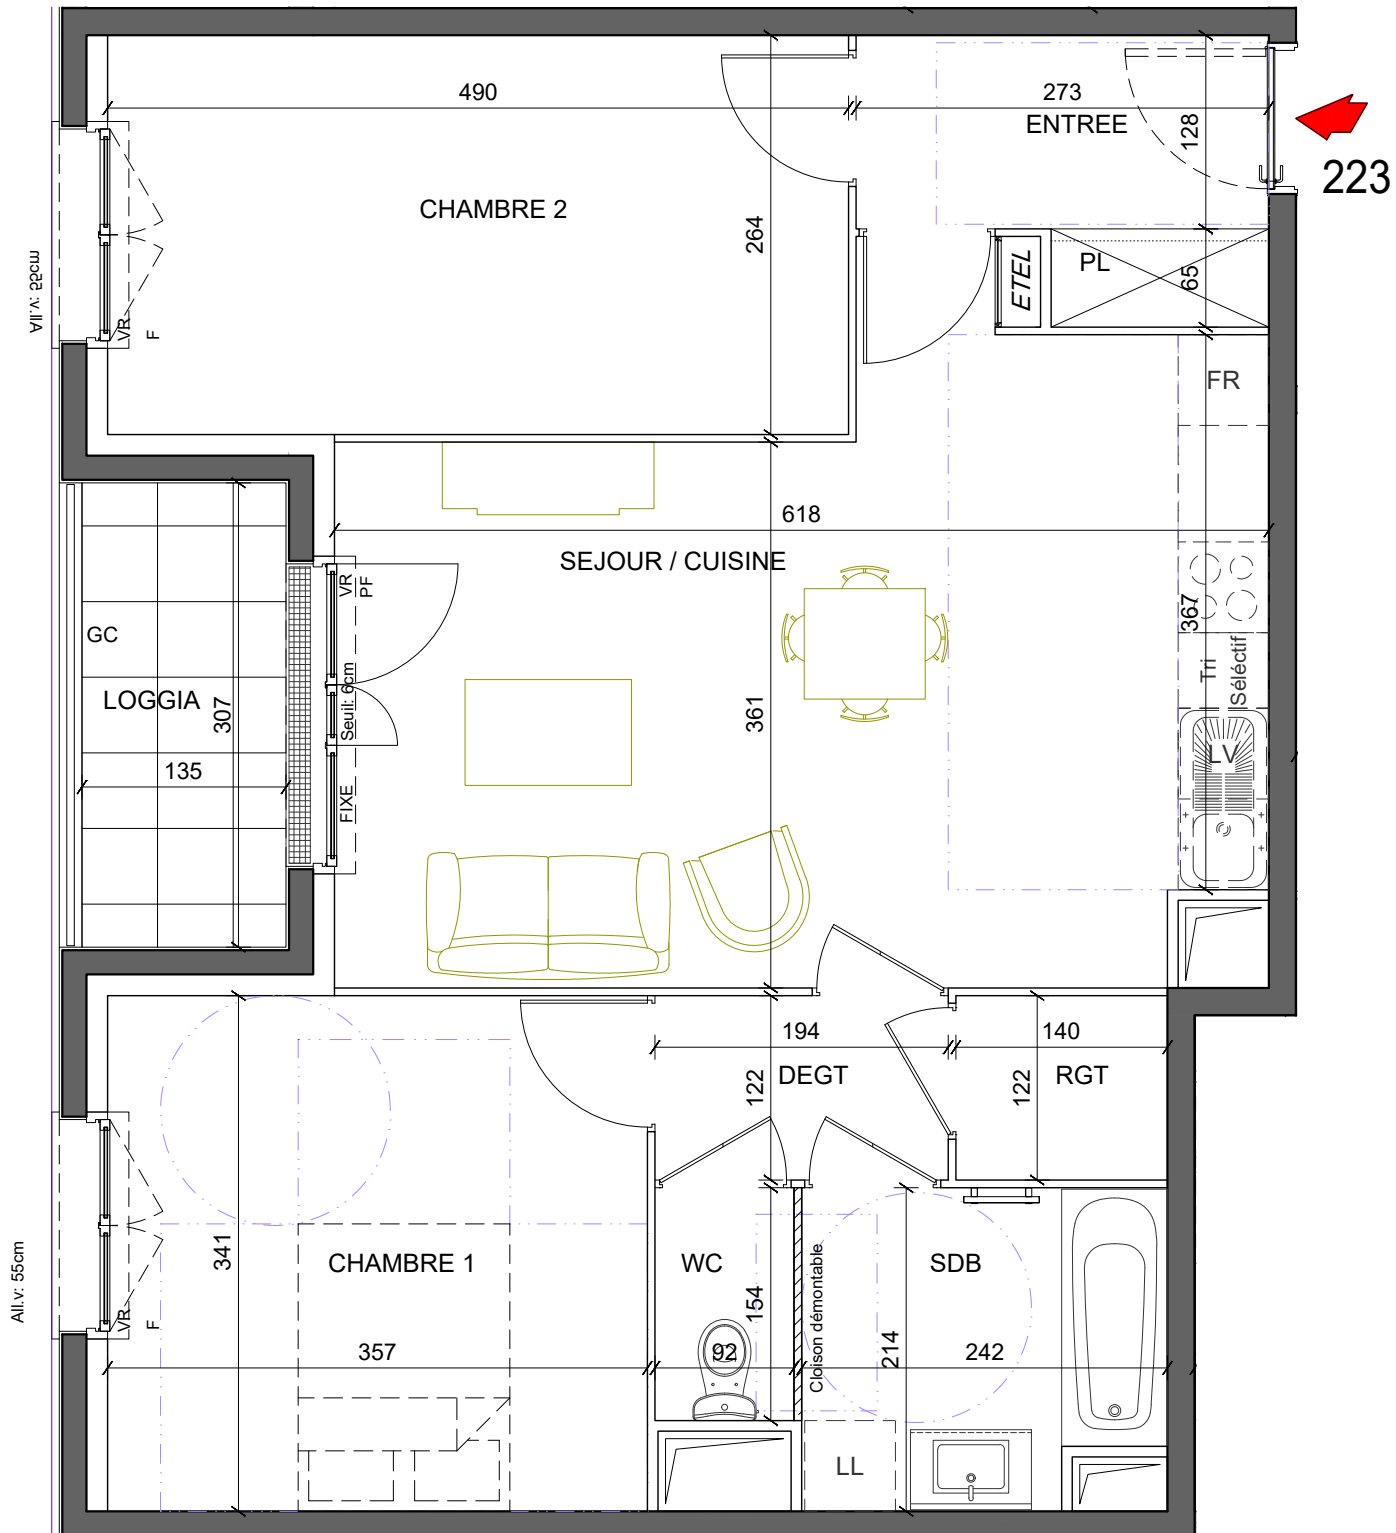 490
273
ENTREE
128
223
CHAMBRE 2
264
All.v: 55cm
VR
F
ETEL
PL
65
FR
618
SEJOUR / CUISINE
VR
PF
367
GC
Tri
Séléctif
LOGGIA
307
Seuil: 6cm
361
135
LV
FIXE
194
140
DEGT
122
RGT
122
341
CHAMBRE 1
WC
154
Cloison démontable
SDB
All.v: 55cm
VR
F
357
92
214
242
LL